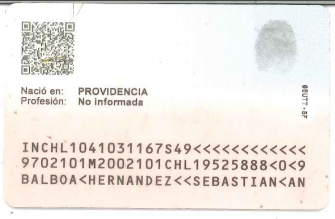 Nació en: PROVIDENCIA
Profesión: No informada
INCHL1041031167S49<<<<<<<<<<<<
9702101M2002101CHL19525888<0<9
BALBOA<HERNANDEZ<<SEBASTIAN<AN